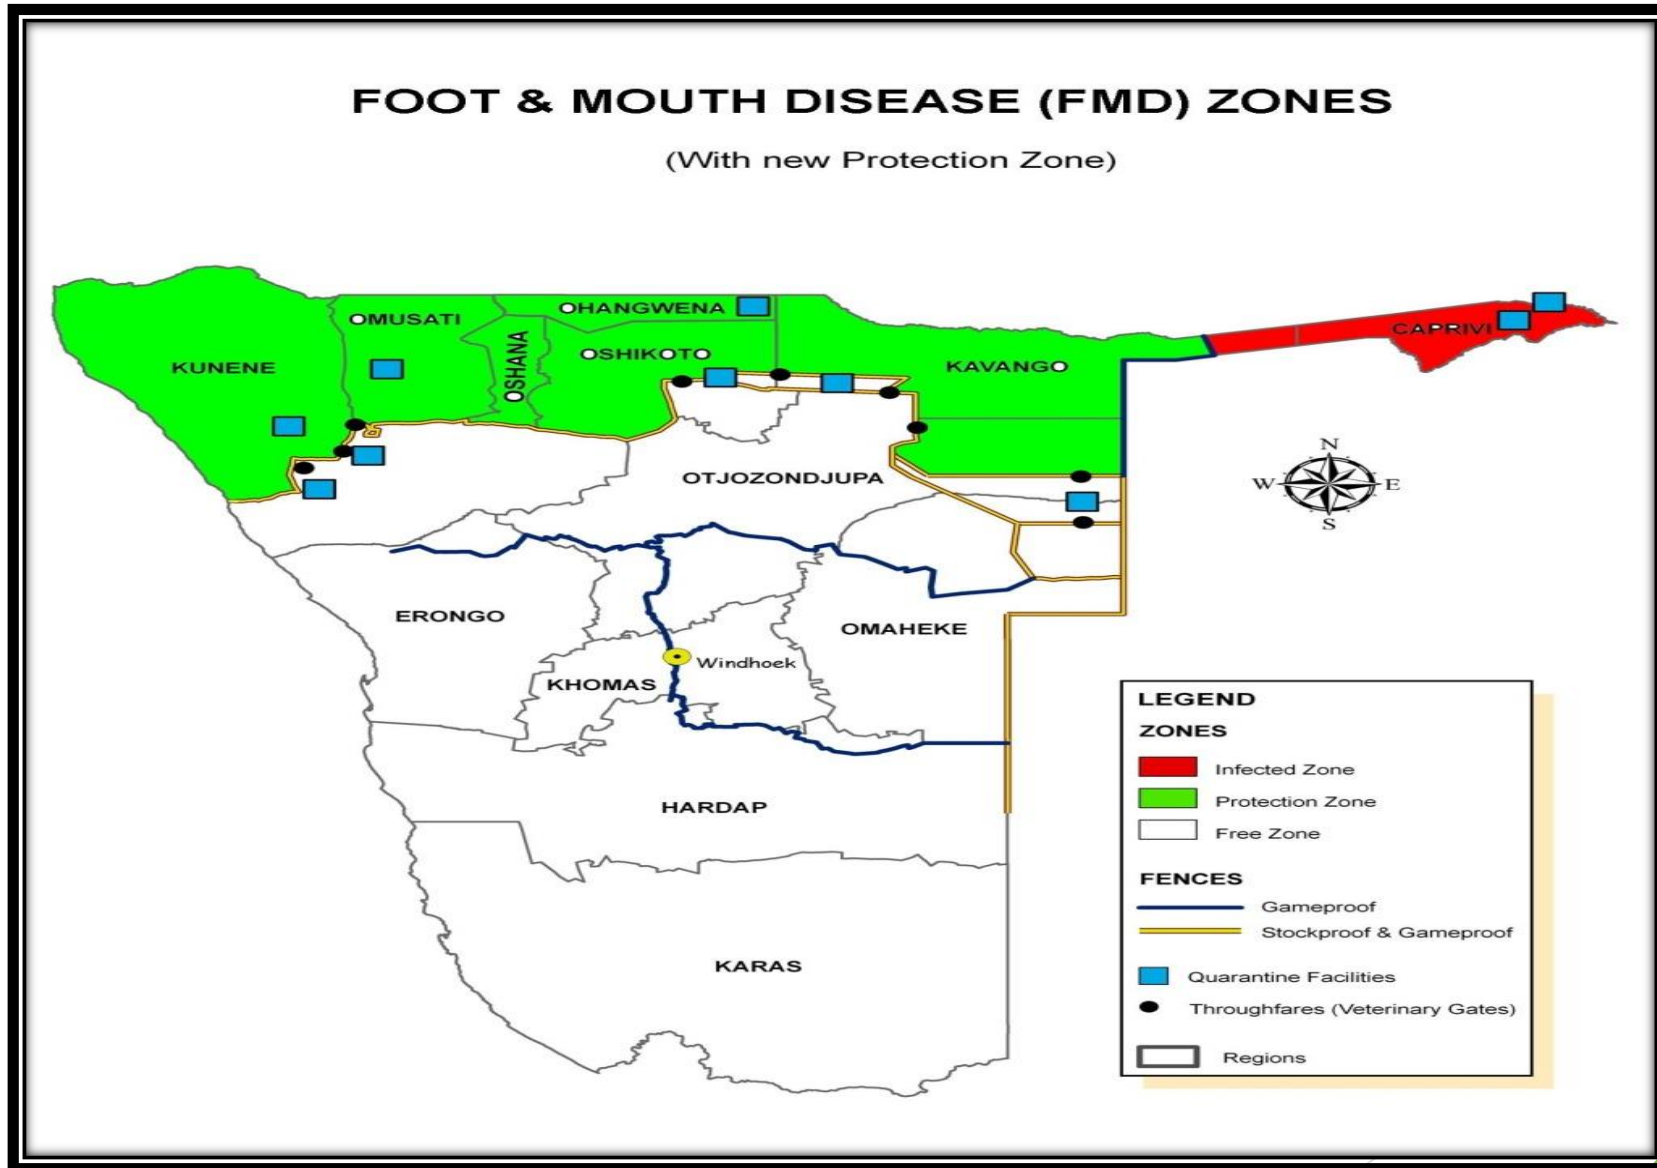 FOOT & MOUTH DISEASE (FMD) ZONES
(With new Protection Zone)
OHANGWENA
OMUSATI
CAPRIVI
OSHANA
OSHIKOTO
KUNENE
KAVANGO
OTJOZONDJUPA
N
W
E
S
ERONGO
OMAHEKE
Windhoek
KHOMAS
HARDAP
KARAS
LEGEND
ZONES
Infected Zone
Protection Zone
Free Zone
FENCES
Gameproof
Stockproof & Gameproof
Quarantine Facilities
Throughfares (Veterinary Gates)
Regions